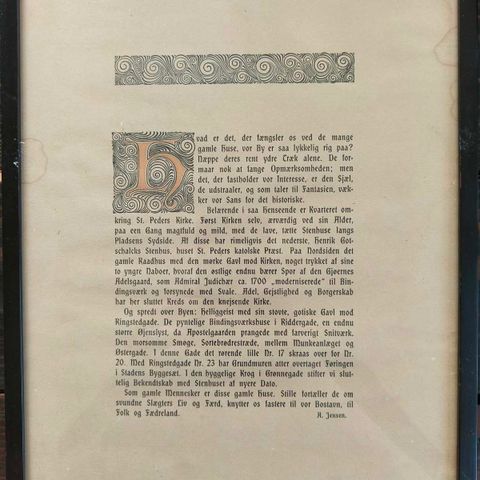 Hvad er det, der fængsler os ved de mange
gamle Huse, vor By er saa lykkelig rig paa?
Næppe deres rent ydre Træk alene. De for-
maar nok at fange Opmærksomheden; men
det, der fastholder vor Interesse, er den Sjæl,
de udstraaler, og som taler til Fantasien, væk-
ker vor Sans for det historiske.
Belærende i saa Henseende er Kvarteret om-
kring St. Peders Kirke. Først Kirken selv, ærværdig ved sin Alder,
paa een Gang magtfuld og mild, med de lave, tætte Stenhuse langs
Pladsens Sydside. Af disse har rimeligvis det nederste, Henrik Got-
schalcks Stenhus, huset St. Peders katolske Præst. Paa Nordsiden det
gamle Raadhus med den mørke Gavl mod Kirken, noget trykket af sine
to yngre Naboer, hvoraf den østlige endnu bærer Spor af den Gjøernes
Adelsgaard, som Admiral Judichær ca. 1700 „moderniserede" til Bin-
dingsværk og forsynede med Svale. Adel, Gejstlighed og Borgerskab
har her sluttet Kreds om den knejsende Kirke.
Og spredt over Byen: Helliggeist med sin støvte, gotiske Gavl mod
Ringstedgade. De pyntelige Bindingsværkshuse i Riddergade, en endnu
større Øjenslyst, da Apostelgaarden prangede med farverigt Snitværk.
Den morsomme Smøge, Sortebrødrestræde, mellem Munkeanlæget og
Østergade. I denne Gade det rørende lille Nr. 17 skraas over for Nr.
20. Med Ringstedgade Nr. 23 har Grundmuren atter overtaget Føringen
i Stadens Byggesæt. I den hyggelige Krog i Grønnegade stifter vi slut-
telig Bekendtskab med Stenhuset af nyere Dato.
Som gamle Mennesker er disse gamle Huse. Stille fortæller de om
svundne Slægters Liv og Færd, knytter os fastere til vor Bostavn, til
Folk og Fædreland.
A. Jensen.